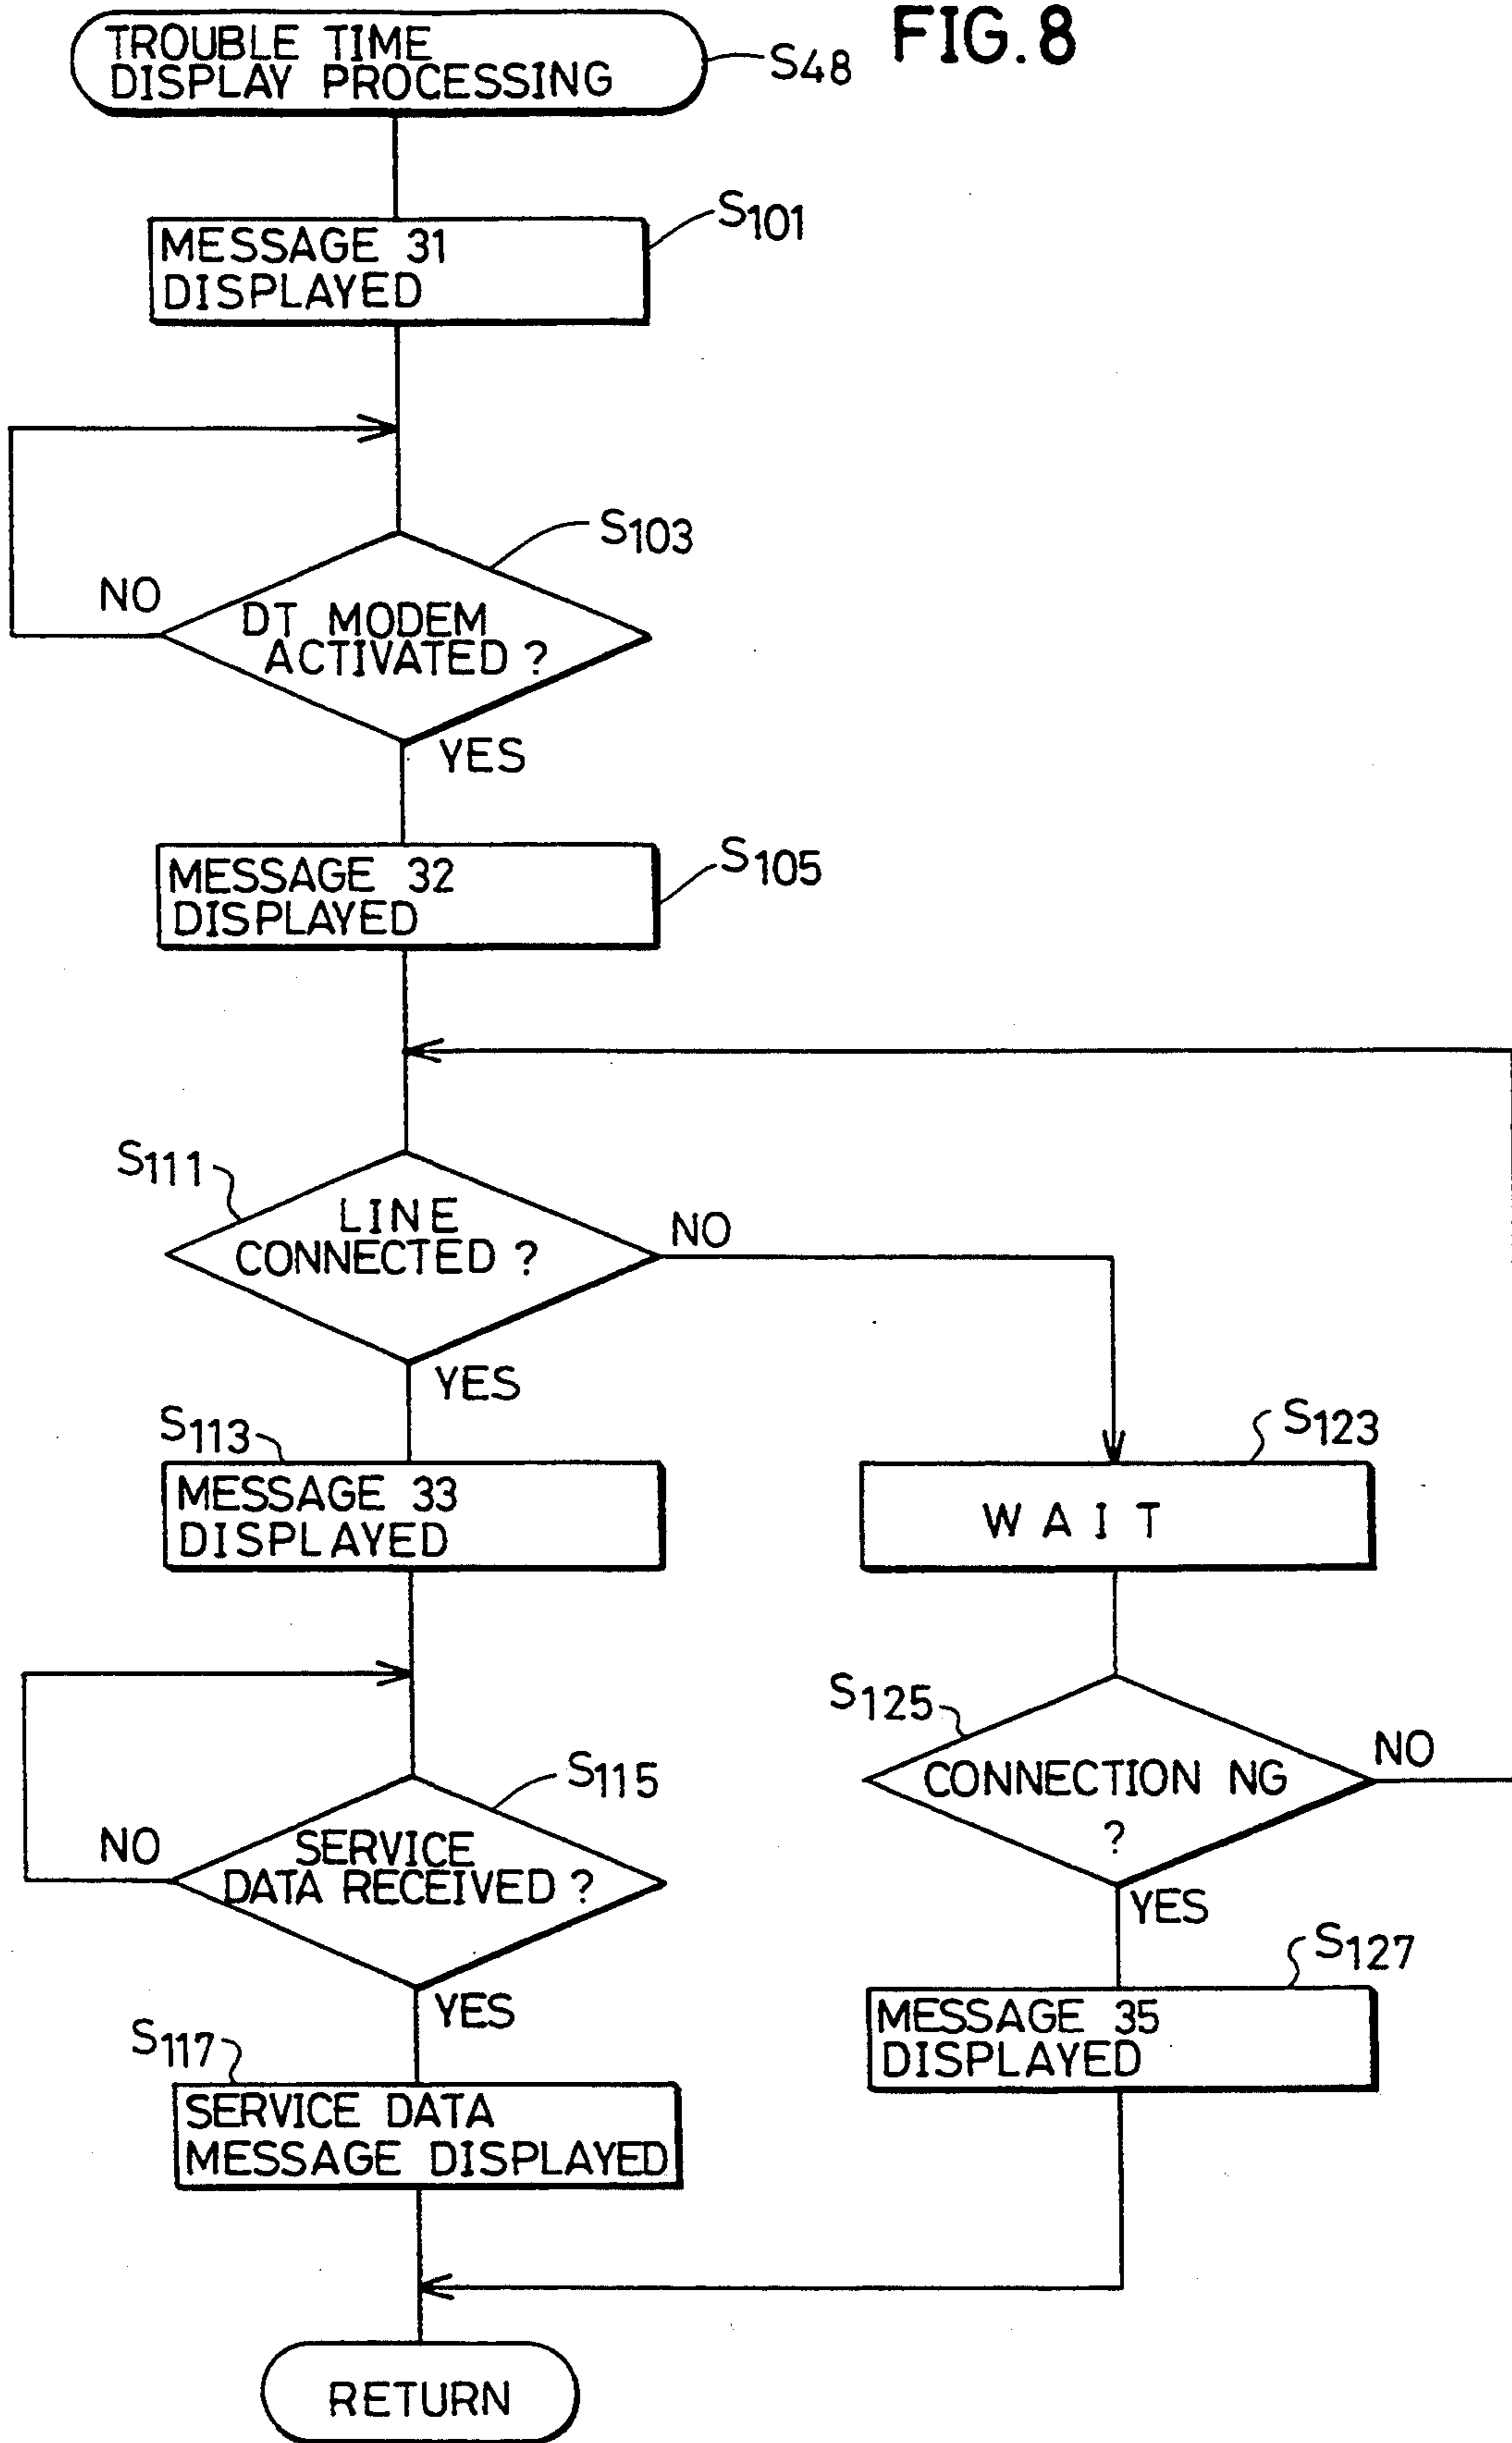 FIG. 8
TROUBLE TIME
DISPLAY PROCESSING
S48
MESSAGE 31
DISPLAYED
S101
S103
NO
DT MODEM
ACTIVATED ?
YES
MESSAGE 32
DISPLAYED
S105
S111
LINE
CONNECTED ?
NO
YES
S113
MESSAGE 33
DISPLAYED
S123
WAIT
S115
NO
SERVICE
DATA RECEIVED ?
YES
S125
CONNECTION NG
?
NO
YES
S117
SERVICE DATA
MESSAGE DISPLAYED
S127
MESSAGE 35
DISPLAYED
RETURN